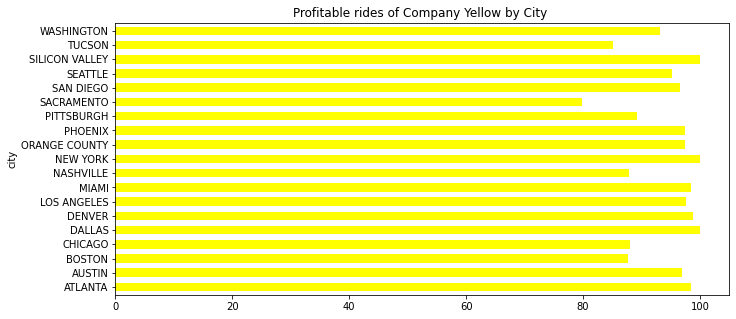 Profitable rides of Company Yellow by City
WASHINGTON
TUCSON
SILICON VALLEY
SEATTLE
SAN DIEGO
SACRAMENTO
PITTSBURGH
PHOENIX
ORANGE COUNTY
NEW YORK
NASHVILLE
MIAMI
LOS ANGELES
DENVER
DALLAS
CHICAGO
BOSTON
AUSTIN
ATLANTA
city
0 20 40 60 80 100